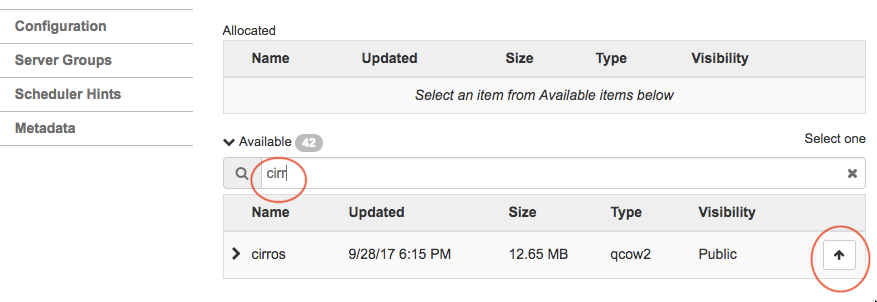 Configuration
Server Groups
Scheduler Hints
Metadata
Allocated
Name Updated Size Type Visibility
Select an item from Available items below
Available 42
Select one
cirr
Name Updated Size Type Visibility
cirros 9/28/17 6:15 PM 12.65 MB qcow2 Public